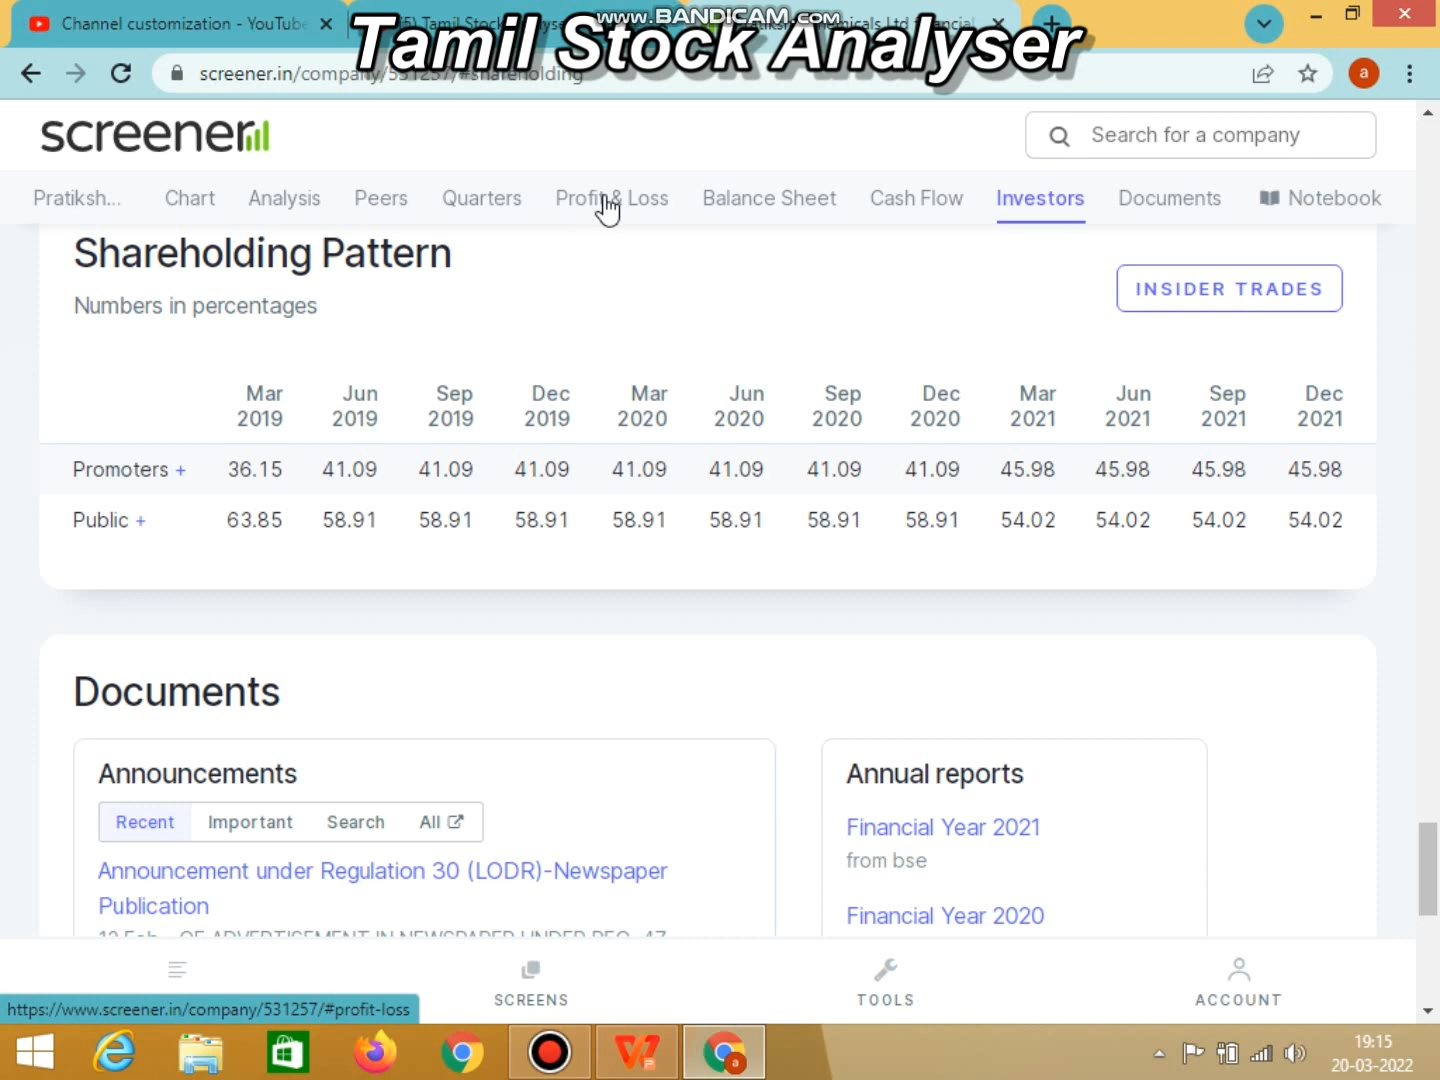 Channel customization - YouTube
www.BANDICAM.com
Tamil Stock Analyser
screener.in/company/531257/#shareholding
a
screener
Search for a company
Pratiksh... Chart Analysis Peers Quarters Profit & Loss Balance Sheet Cash Flow Investors Documents Notebook
Shareholding Pattern
Numbers in percentages
INSIDER TRADES
Mar 2019 Jun 2019 Sep 2019 Dec 2019 Mar 2020 Jun 2020 Sep 2020 Dec 2020 Mar 2021 Jun 2021 Sep 2021 Dec 2021
Promoters + 36.15 41.09 41.09 41.09 41.09 41.09 41.09 41.09 45.98 45.98 45.98 45.98
Public + 63.85 58.91 58.91 58.91 58.91 58.91 58.91 58.91 54.02 54.02 54.02 54.02
Documents
Announcements
Recent Important Search All
Announcement under Regulation 30 (LODR)-Newspaper
Publication
Annual reports
Financial Year 2021
from bse
Financial Year 2020
SCREENS TOOLS ACCOUNT
https://www.screener.in/company/531257/#profit-loss
19:15
20-03-2022